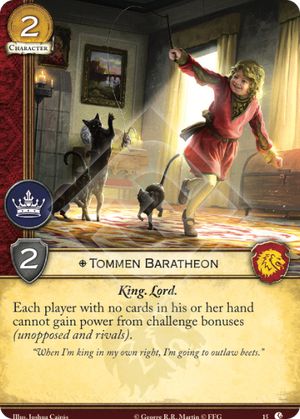 2
CHARACTER
2
TOMMEN BARATHEON
King. Lord.
Each player with no cards in his or her hand
cannot gain power from challenge bonuses
(unopposed and rivals).
"When I'm king in my own right, I'm going to outlaw beets."
Illus. Joshua Cairós © George R.R. Martin © FFG 15